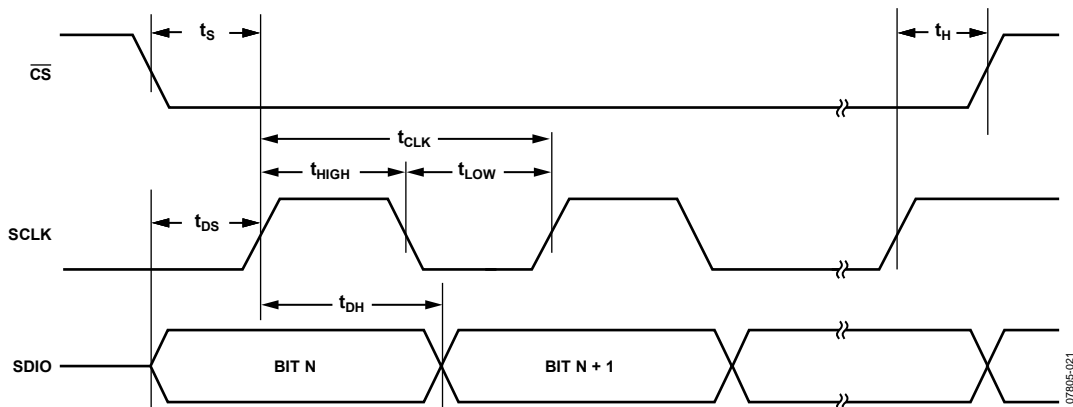 tS
tH
CS
tCLK
tHIGH
tLOW
tDS
SCLK
tDH
SDIO
BIT N
BIT N + 1
07805-021